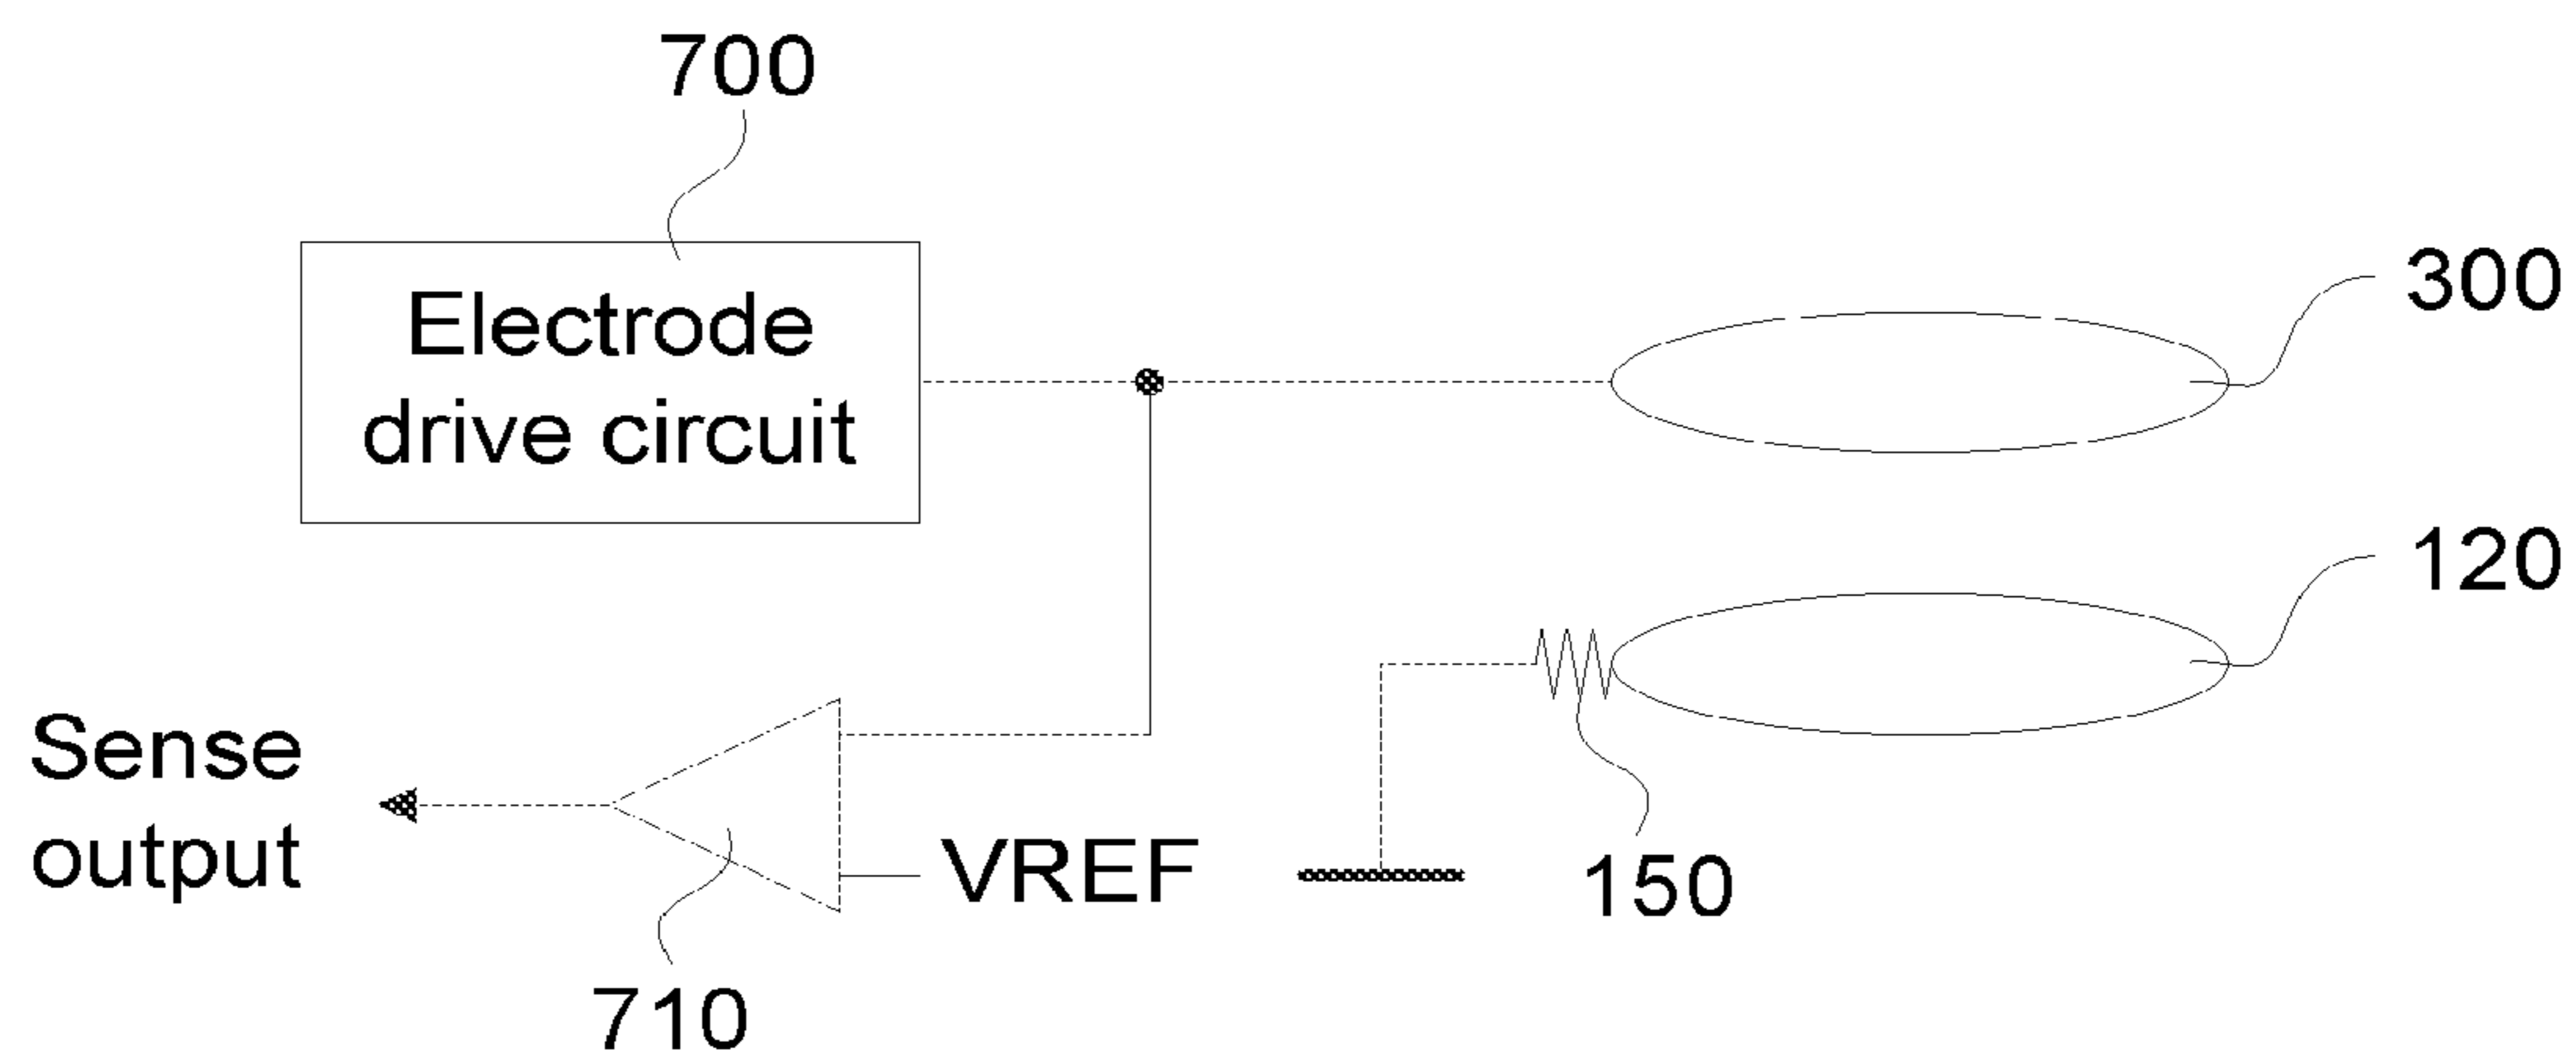 700
Electrode
drive circuit
300
120
Sense
output
VREF
150
710